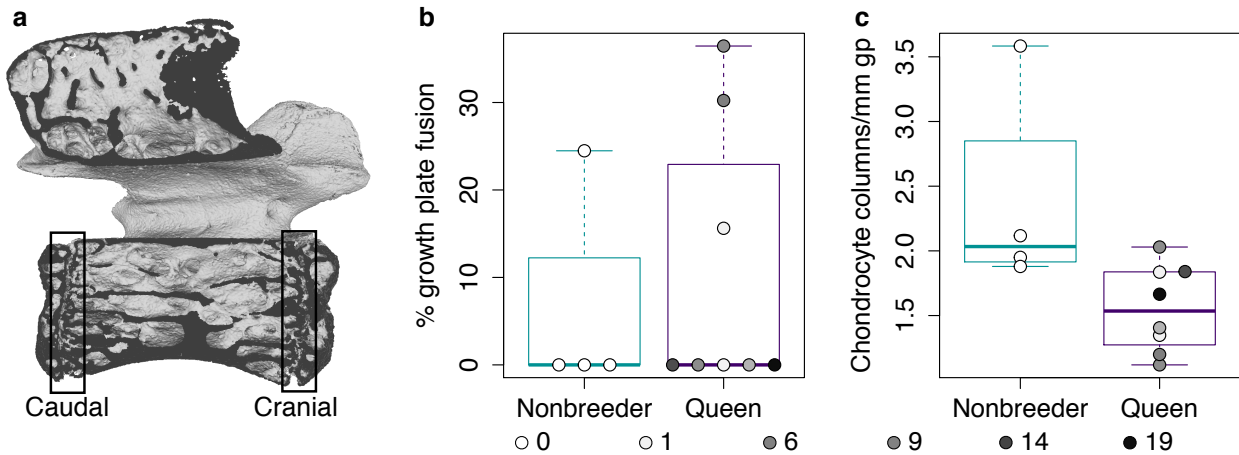 a
Caudal
Cranial
b
% growth plate fusion
30
20
10
0
Nonbreeder
Queen
c
Chondrocyte columns/mm gp
3.5
3.0
2.5
2.0
1.5
Nonbreeder
Queen
0 1 6 9 14 19